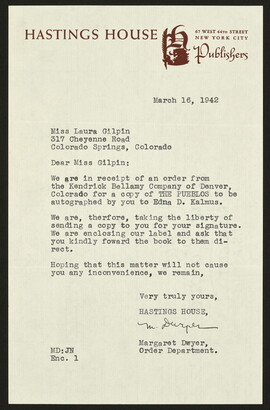 HASTINGS HOUSE
67 WEST 44TH STREET
NEW YORK CITY
Publishers
March 16, 1942
Miss Laura Gilpin
317 Cheyenne Road
Colorado Springs, Colorado
Dear Miss Gilpin:
We are in receipt of an order from
the Kendrick Bellamy Company of Denver,
Colorado for a copy of THE PUEBLOS to be
autographed by you to Edna D. Kalmus.
We are, therfore, taking the liberty of
sending a copy to you for your signature.
We are enclosing our label and ask that
you kindly foward the book to them di-
rect.
Hoping that this matter will not cause
you any inconvenience, we remain,
Very truly yours,
HASTINGS HOUSE,
M. Dwyer
Margaret Dwyer,
Order Department.
MD:JN
Enc. 1